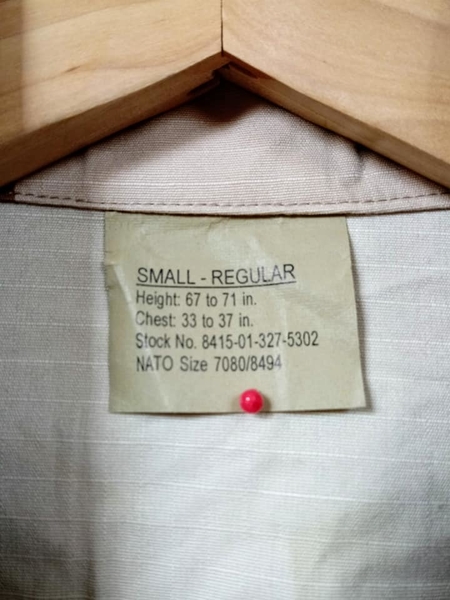 SMALL - REGULAR
Height: 67 to 71 in.
Chest: 33 to 37 in.
Stock No. 8415-01-327-5302
NATO Size 7080/8494